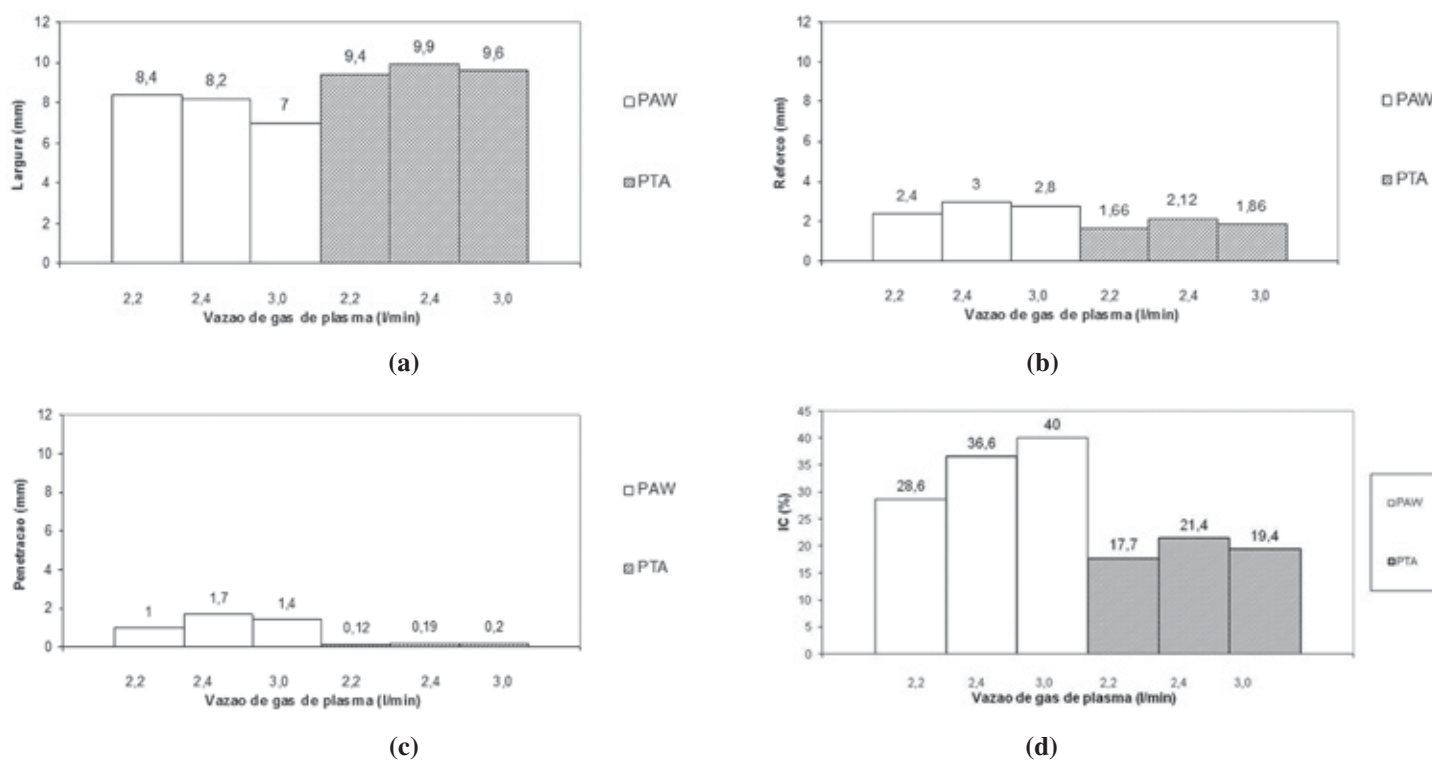 12
10
8
6
4
2
0
Largura (mm)
8,4
8,2
7
9,4
9,9
9,6
2,2 2,4 3,0 2,2 2,4 3,0
Vazao de gas de plasma (l/min)
PAW
PTA
(a)
12
10
8
6
4
2
0
Reforco (mm)
2,4
3
2,8
1,66
2,12
1,86
2,2 2,4 3,0 2,2 2,4 3,0
Vazao de gas de plasma (l/min)
PAW
PTA
(b)
12
10
8
6
4
2
0
Penetracao (mm)
1
1,7
1,4
0,12
0,19
0,2
2,2 2,4 3,0 2,2 2,4 3,0
Vazao de gas de plasma (l/min)
PAW
PTA
(c)
45
40
35
30
25
20
15
10
5
0
IC (%)
28,6
36,6
40
17,7
21,4
19,4
2,2 2,4 3,0 2,2 2,4 3,0
Vazao de gas de plasma (l/min)
PAW
PTA
(d)